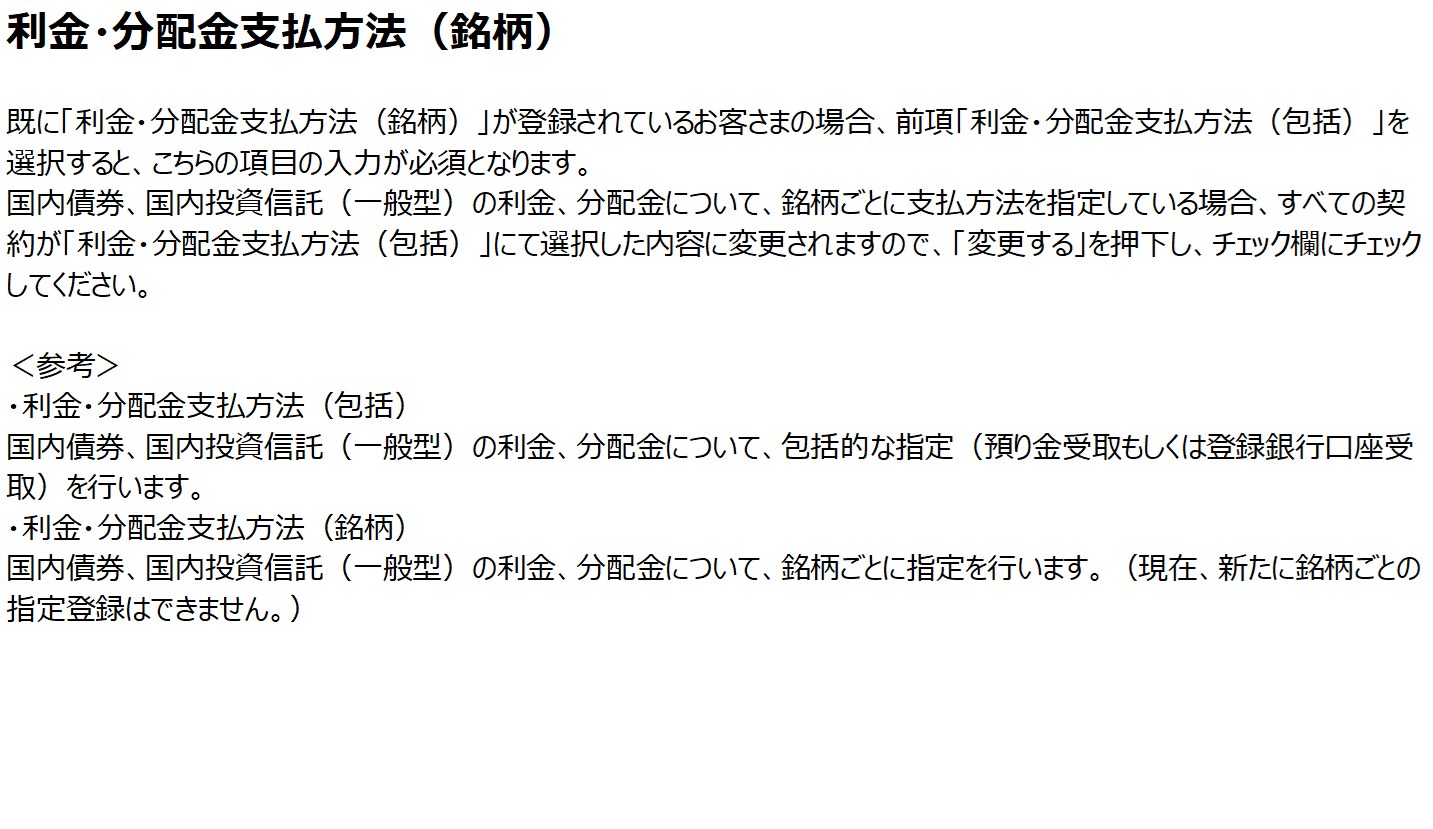 利金･分配金支払方法（銘柄）
既に｢利金･分配金支払方法（銘柄）｣が登録されているお客さまの場合､前項｢利金･分配金支払方法（包括）｣を
選択すると､こちらの項目の入力が必須となります｡
国内債券､国内投資信託（一般型）の利金､分配金について､銘柄ごとに支払方法を指定している場合､すべての契
約が｢利金･分配金支払方法（包括）｣にて選択した内容に変更されますので､｢変更する｣を押下し､チェック欄にチェック
してください｡
＜参考＞
･利金･分配金支払方法（包括）
国内債券､国内投資信託（一般型）の利金､分配金について､包括的な指定（預り金受取もしくは登録銀行口座受
取）を行います｡
･利金･分配金支払方法（銘柄）
国内債券､国内投資信託（一般型）の利金､分配金について､銘柄ごとに指定を行います｡（現在､新たに銘柄ごとの
指定登録はできません｡）